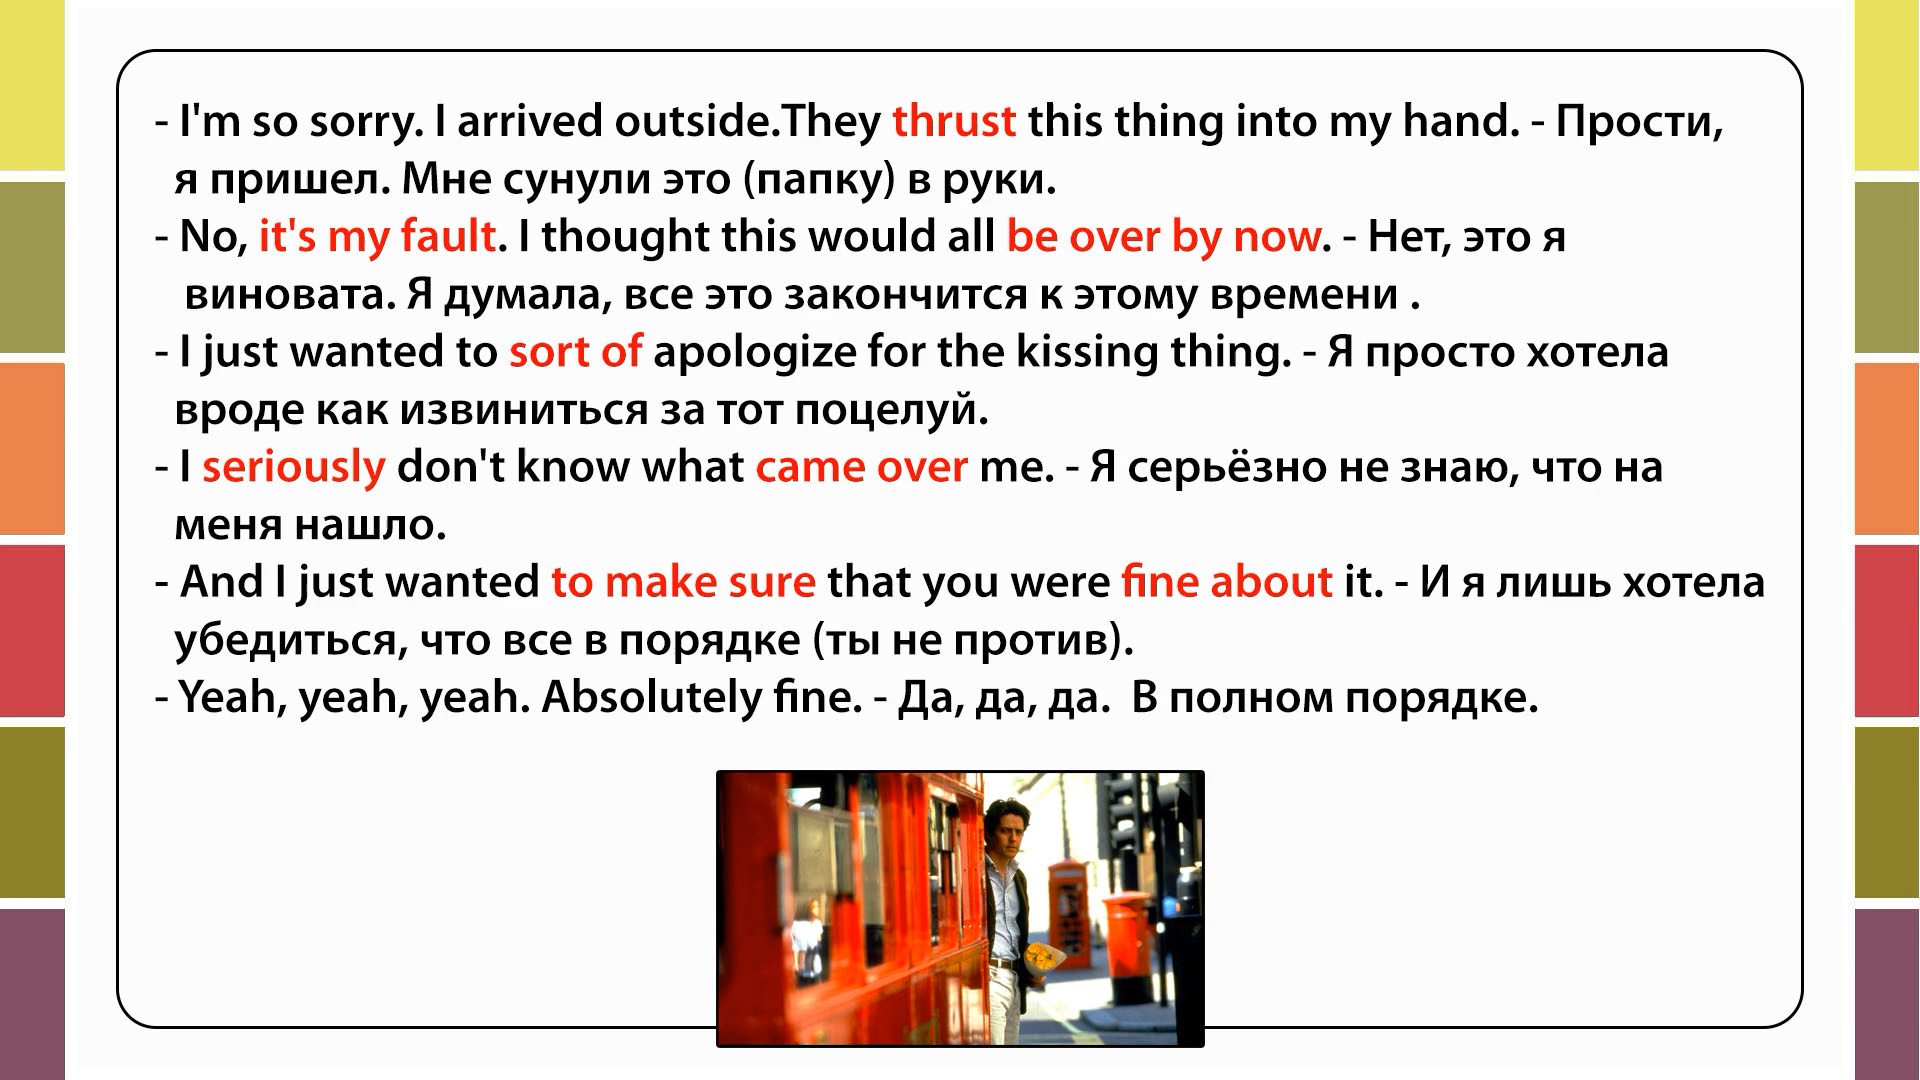 - I'm so sorry. I arrived outside.They thrust this thing into my hand. - Прости,
я пришел. Мне сунули это (папку) в руки.
- No, it's my fault. I thought this would all be over by now. - Нет, это я
виновата. Я думала, все это закончится к этому времени .
- I just wanted to sort of apologize for the kissing thing. - Я просто хотела
вроде как извиниться за тот поцелуй.
- I seriously don't know what came over me. - Я серьёзно не знаю, что на
меня нашло.
- And I just wanted to make sure that you were fine about it. - И я лишь хотела
убедиться, что все в порядке (ты не против).
- Yeah, yeah, yeah. Absolutely fine. - Да, да, да.  В полном порядке.